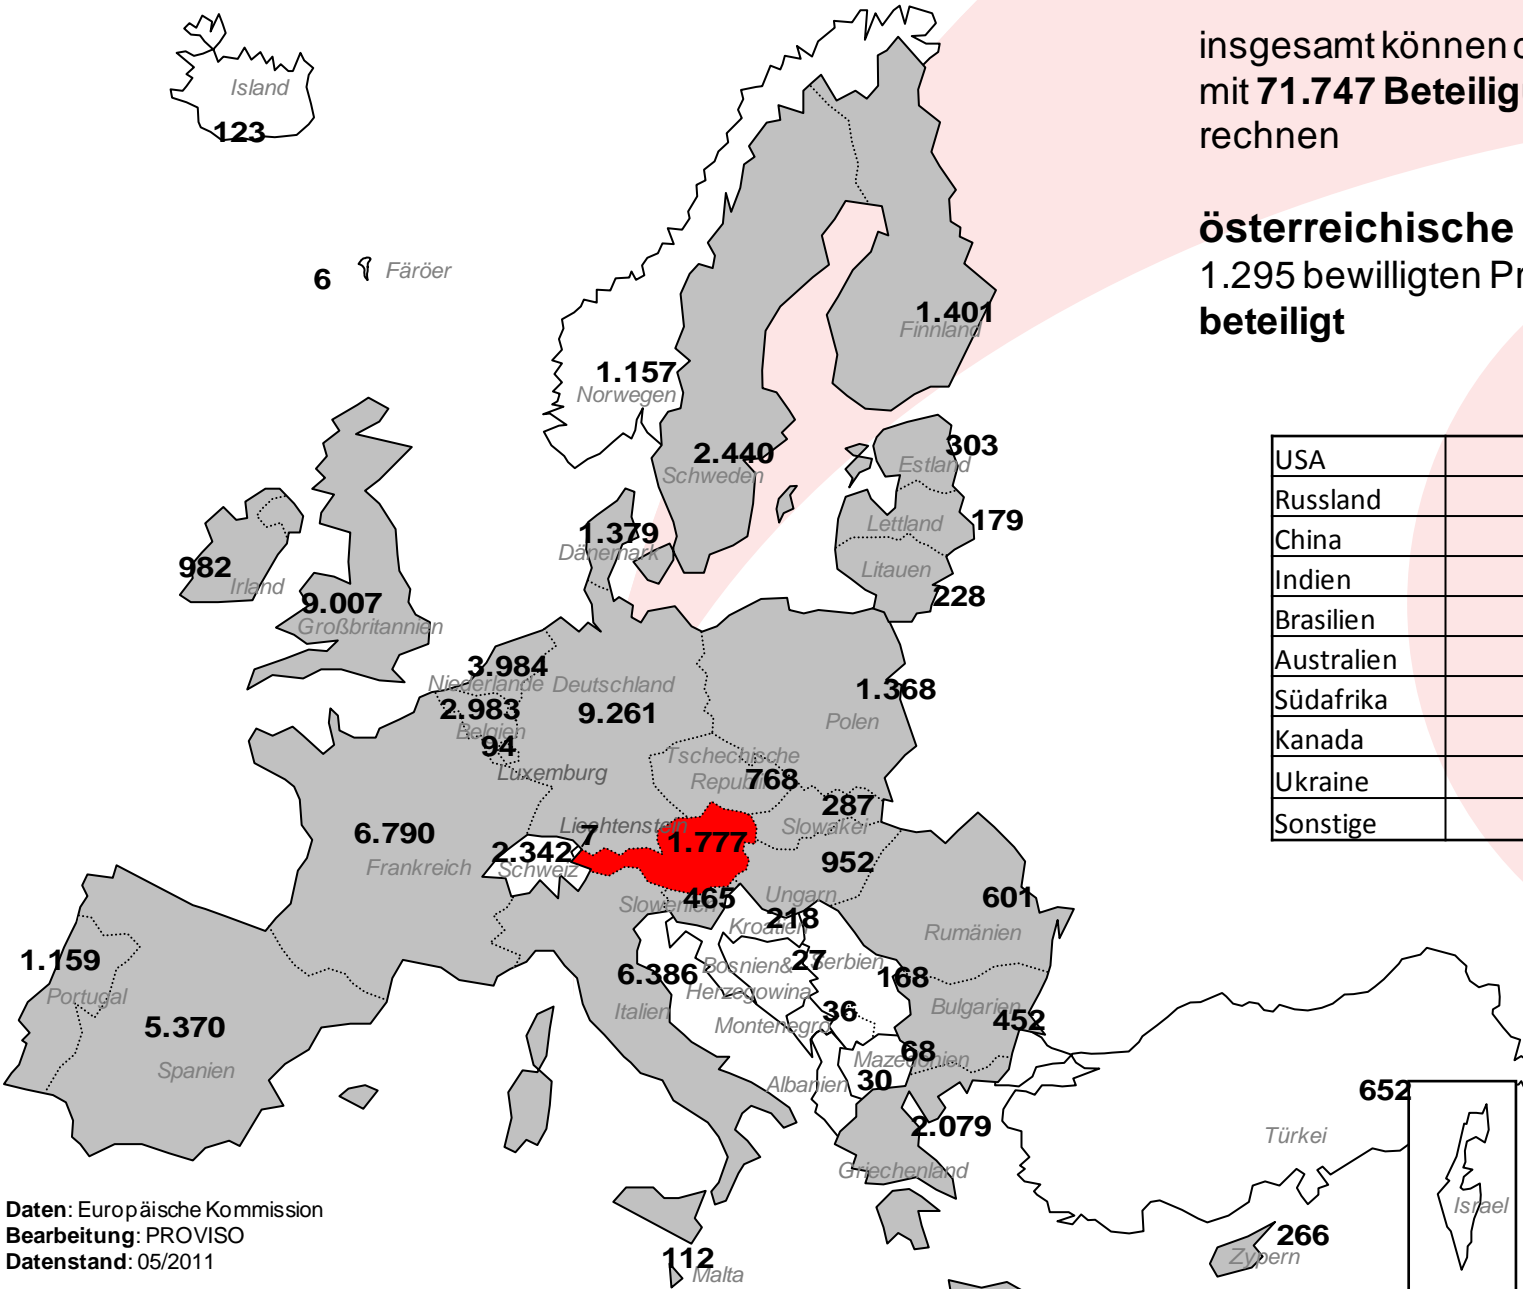 insgesamt können
mit 71.747 Beteilig
rechnen
österreichische
1.295 bewilligten Pr
beteiligt
Island
123
6
Färöer
1.401
Finnland
1.157
Norwegen
2.440
Schweden
303
Estland
Lettland
179
Litauen
228
1.379
Dänemark
982
Irland
9.007
Großbritannien
3.984
Niederlande
Deutschland
9.261
2.983
Belgien
94
Luxemburg
1.368
Polen
Tschechische
Republik
768
287
Slowakei
Liechtenstein
7
1.777
6.790
Frankreich
2.342
Schweiz
952
Ungarn
465
Slowenien
218
Kroatien
601
Rumänien
1.159
Portugal
5.370
Spanien
6.386
Italien
Bosnien&
Herzegowina
27
Serbien
168
Montenegro
36
Bulgarien
452
Mazedonien
68
Albanien
30
2.079
Griechenland
652
Türkei
Israel
266
Zypern
112
Malta
USA
Russland
China
Indien
Brasilien
Australien
Südafrika
Kanada
Ukraine
Sonstige
Daten: Europäische Kommission
Bearbeitung: PROVISO
Datenstand: 05/2011